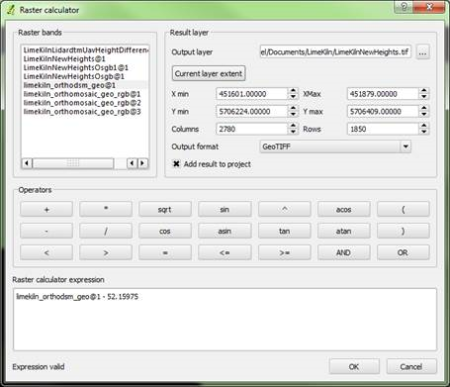 Raster calculator
Raster bands
LimeKilnLidardtmUavHeightDifference
LimeKilnNewHeights@1
LimeKilnNewHeightsOsgb1@1
LimeKilnNewHeightsOsgb@1
limekiln_orthodsm_geo@1
limekiln_orthomosaic_geo_rgb@1
limekiln_orthomosaic_geo_rgb@2
limekiln_orthomosaic_geo_rgb@3
Result layer
Output layer el/Documents/LimeKiln/LimeKilnNewHeights.tif ...
Current layer extent
X min 451601.00000 XMax 451879.00000
Y min 5706224.00000 Y max 5706409.00000
Columns 2780 Rows 1850
Output format GeoTIFF
Add result to project
Operators
+ * sqrt sin ^ acos (
- / cos asin tan atan )
< > = <= >= AND OR
Raster calculator expression
limekiln_orthodsm_geo@1 - 52.15975
Expression valid
OK Cancel